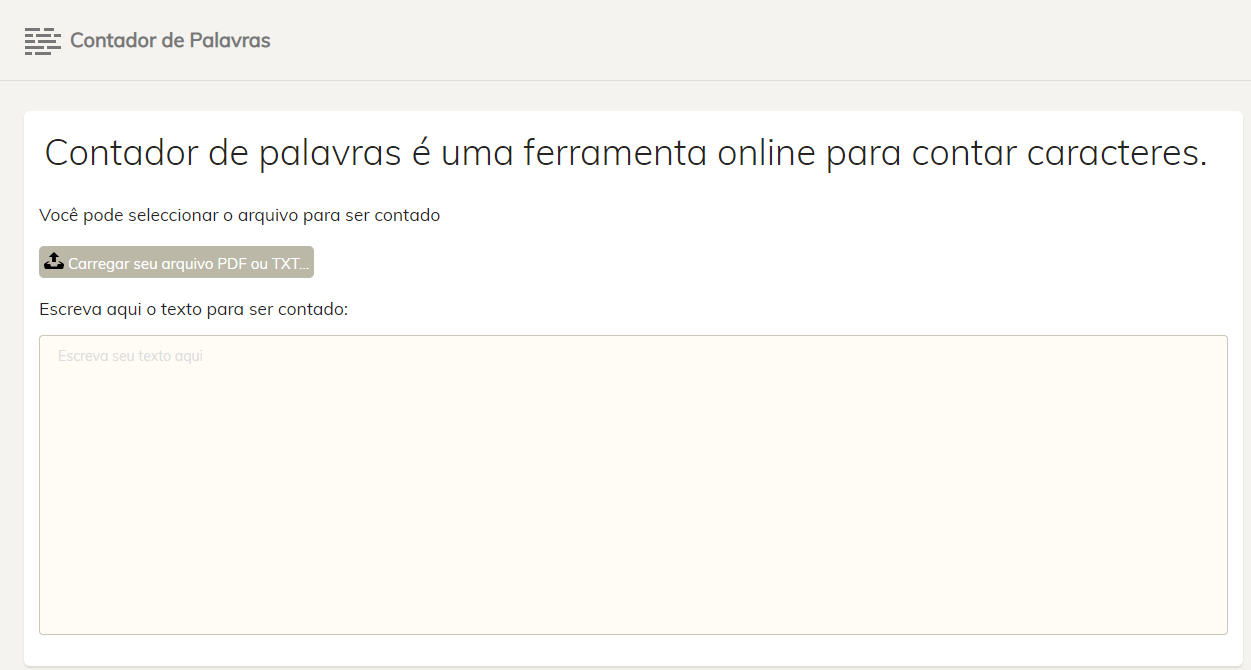 Contador de Palavras
Contador de palavras é uma ferramenta online para contar caracteres.
Você pode seleccionar o arquivo para ser contado
Carregar seu arquivo PDF ou TXT...
Escreva aqui o texto para ser contado:
Escreva seu texto aqui